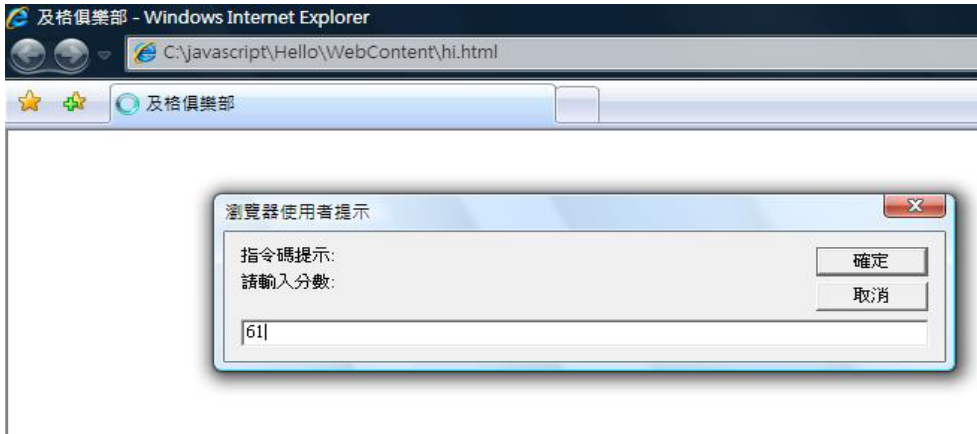 及格俱樂部 - Windows Internet Explorer
C:\javascript\Hello\WebContent\hi.html
及格俱樂部
瀏覽器使用者提示
指令碼提示:
請輸入分數:
確定
取消
61